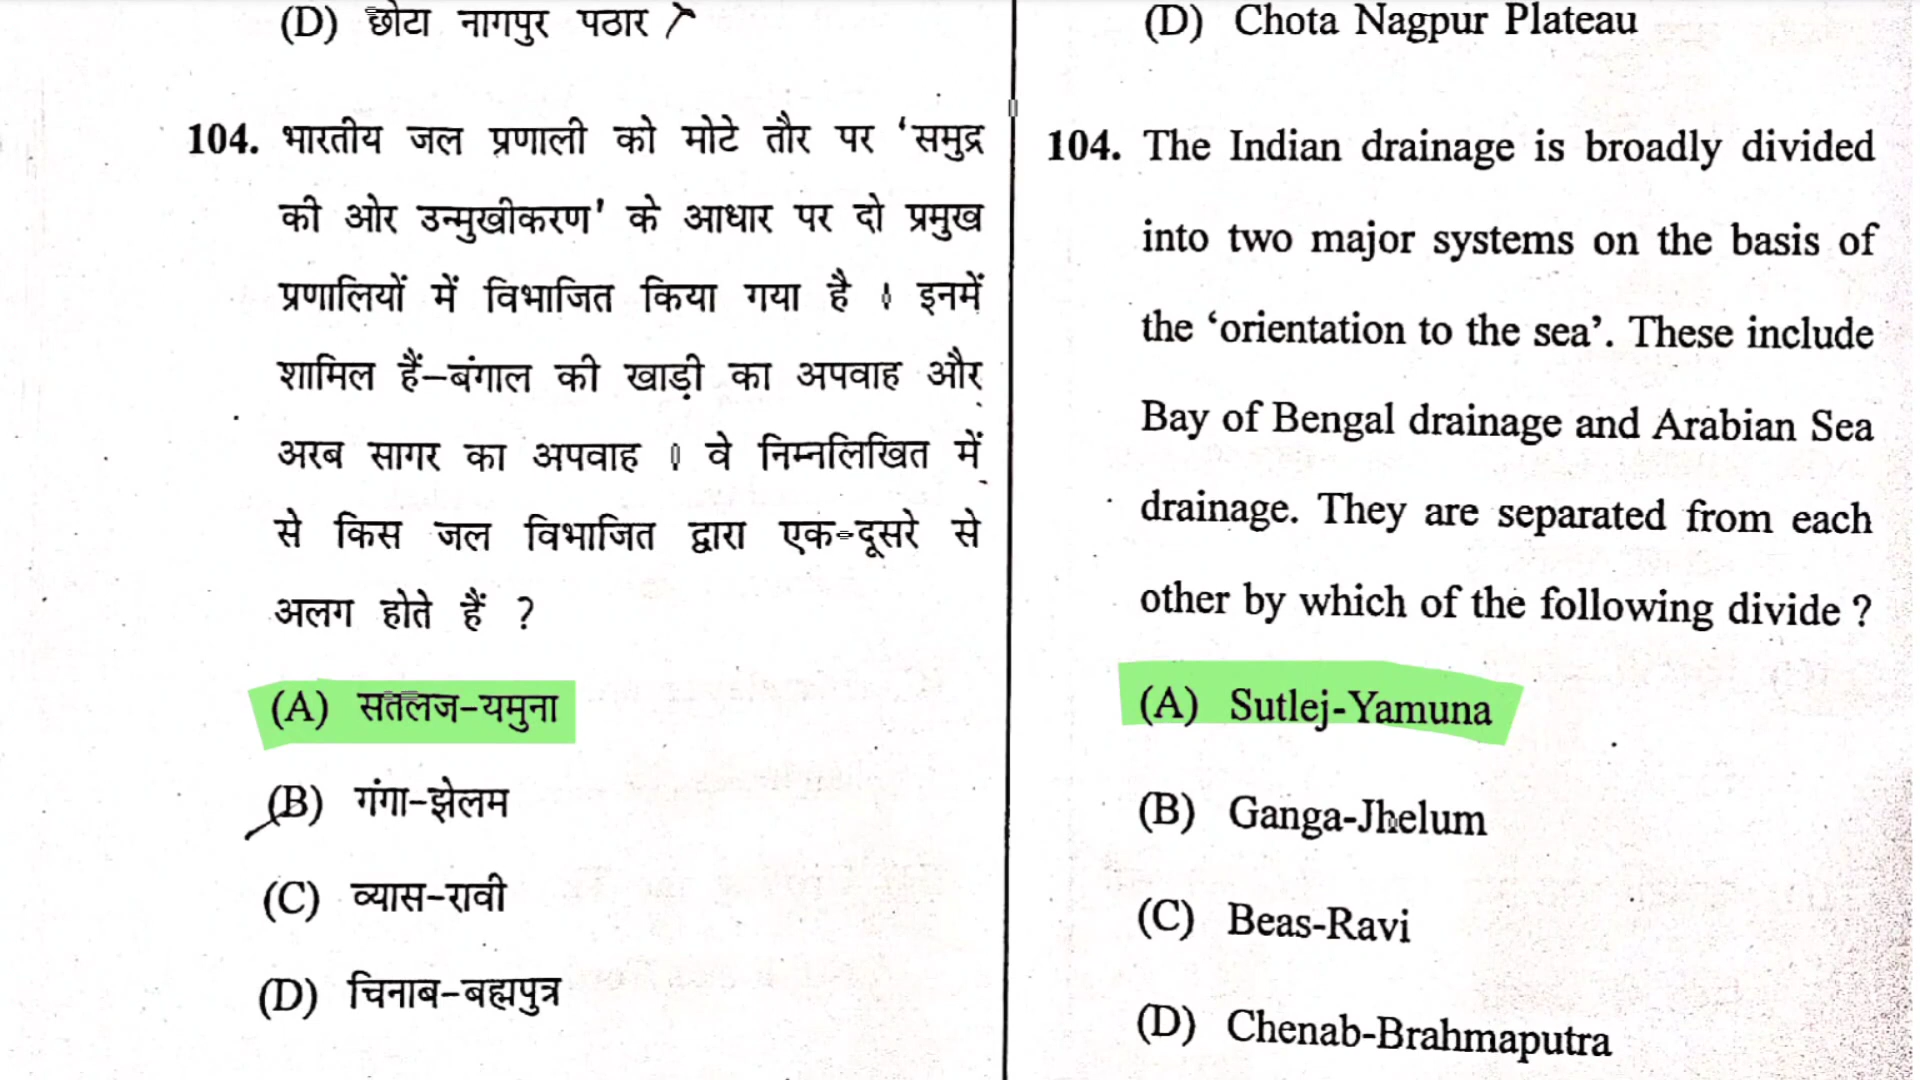 (D) छोटा नागपुर पठार
104. भारतीय जल प्रणाली को मोटे तौर पर ‘समुद्र
की ओर उन्मुखीकरण’ के आधार पर दो प्रमुख
प्रणालियों में विभाजित किया गया है । इनमें
शामिल हैं–बंगाल की खाड़ी का अपवाह और
अरब सागर का अपवाह । वे निम्नलिखित में
से किस जल विभाजित द्वारा एक-दूसरे से
अलग होते हैं ?
(A) सतलज–यमुना
(B) गंगा–झेलम
(C) व्यास–रावी
(D) चिनाब–बह्मपुत्र
(D) Chota Nagpur Plateau
104. The Indian drainage is broadly divided
into two major systems on the basis of
the ‘orientation to the sea’. These include
Bay of Bengal drainage and Arabian Sea
drainage. They are separated from each
other by which of the following divide ?
(A) Sutlej-Yamuna
(B) Ganga-Jhelum
(C) Beas-Ravi
(D) Chenab-Brahmaputra